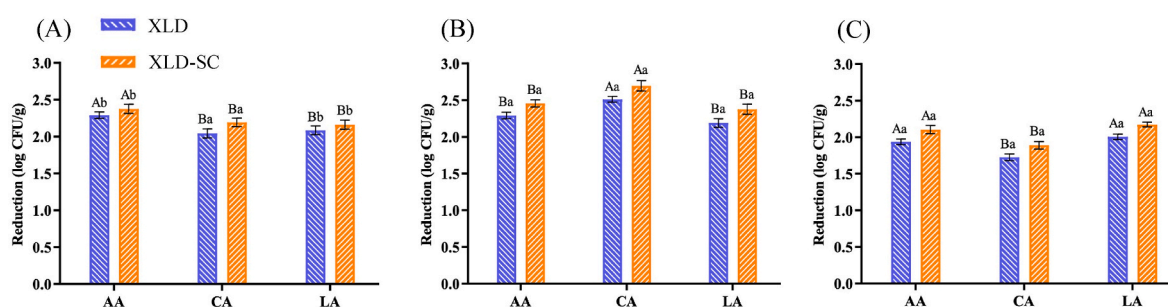 (A)
XLD
XLD-SC
Reduction (log CFU/g)
3.0
2.5
2.0
1.5
1.0
0.5
0.0
Ab Ab Ba Ba Bb Bb
AA CA LA
(B)
Reduction (log CFU/g)
3.0
2.5
2.0
1.5
1.0
0.5
0.0
Ba Ba Aa Aa Ba Ba
AA CA LA
(C)
Reduction (log CFU/g)
3.0
2.5
2.0
1.5
1.0
0.5
0.0
Aa Aa Ba Ba Aa Aa
AA CA LA